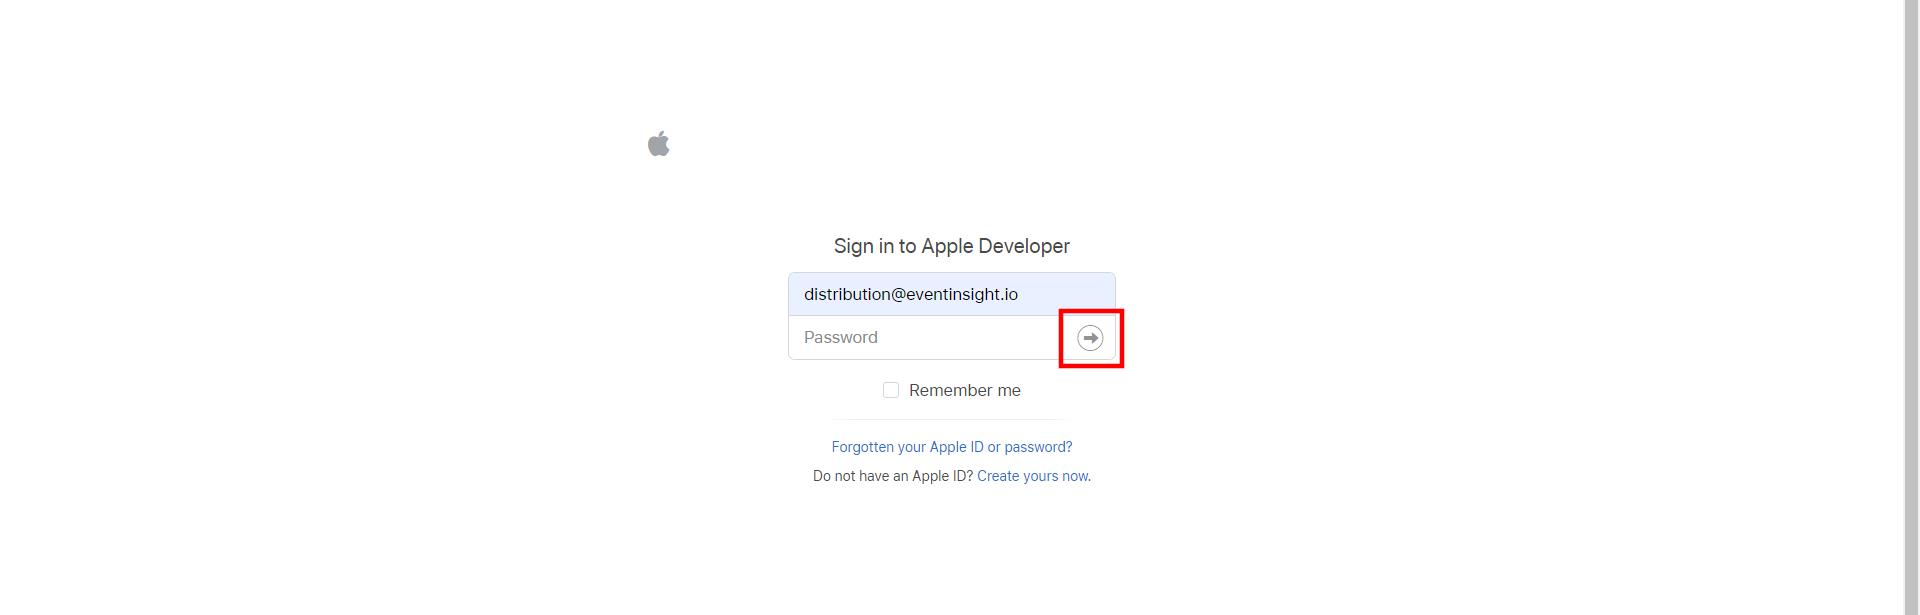 Sign in to Apple Developer
distribution@eventinsight.io
Password
Remember me
Forgotten your Apple ID or password?
Do not have an Apple ID? Create yours now.